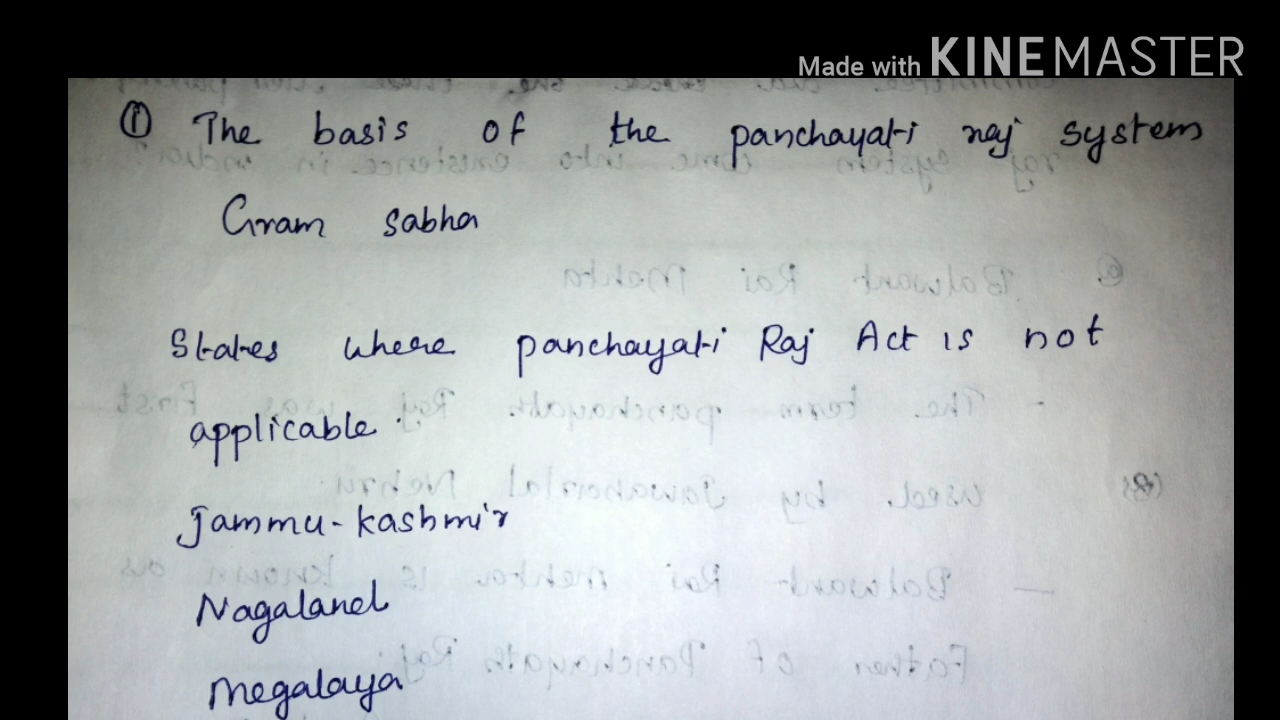 Made with KINEMASTER
① The basis of the panchayati raj system
Gram sabha
States where panchayati Raj Act is not
applicable.
Jammu-kashmir
Nagaland
Megalaya